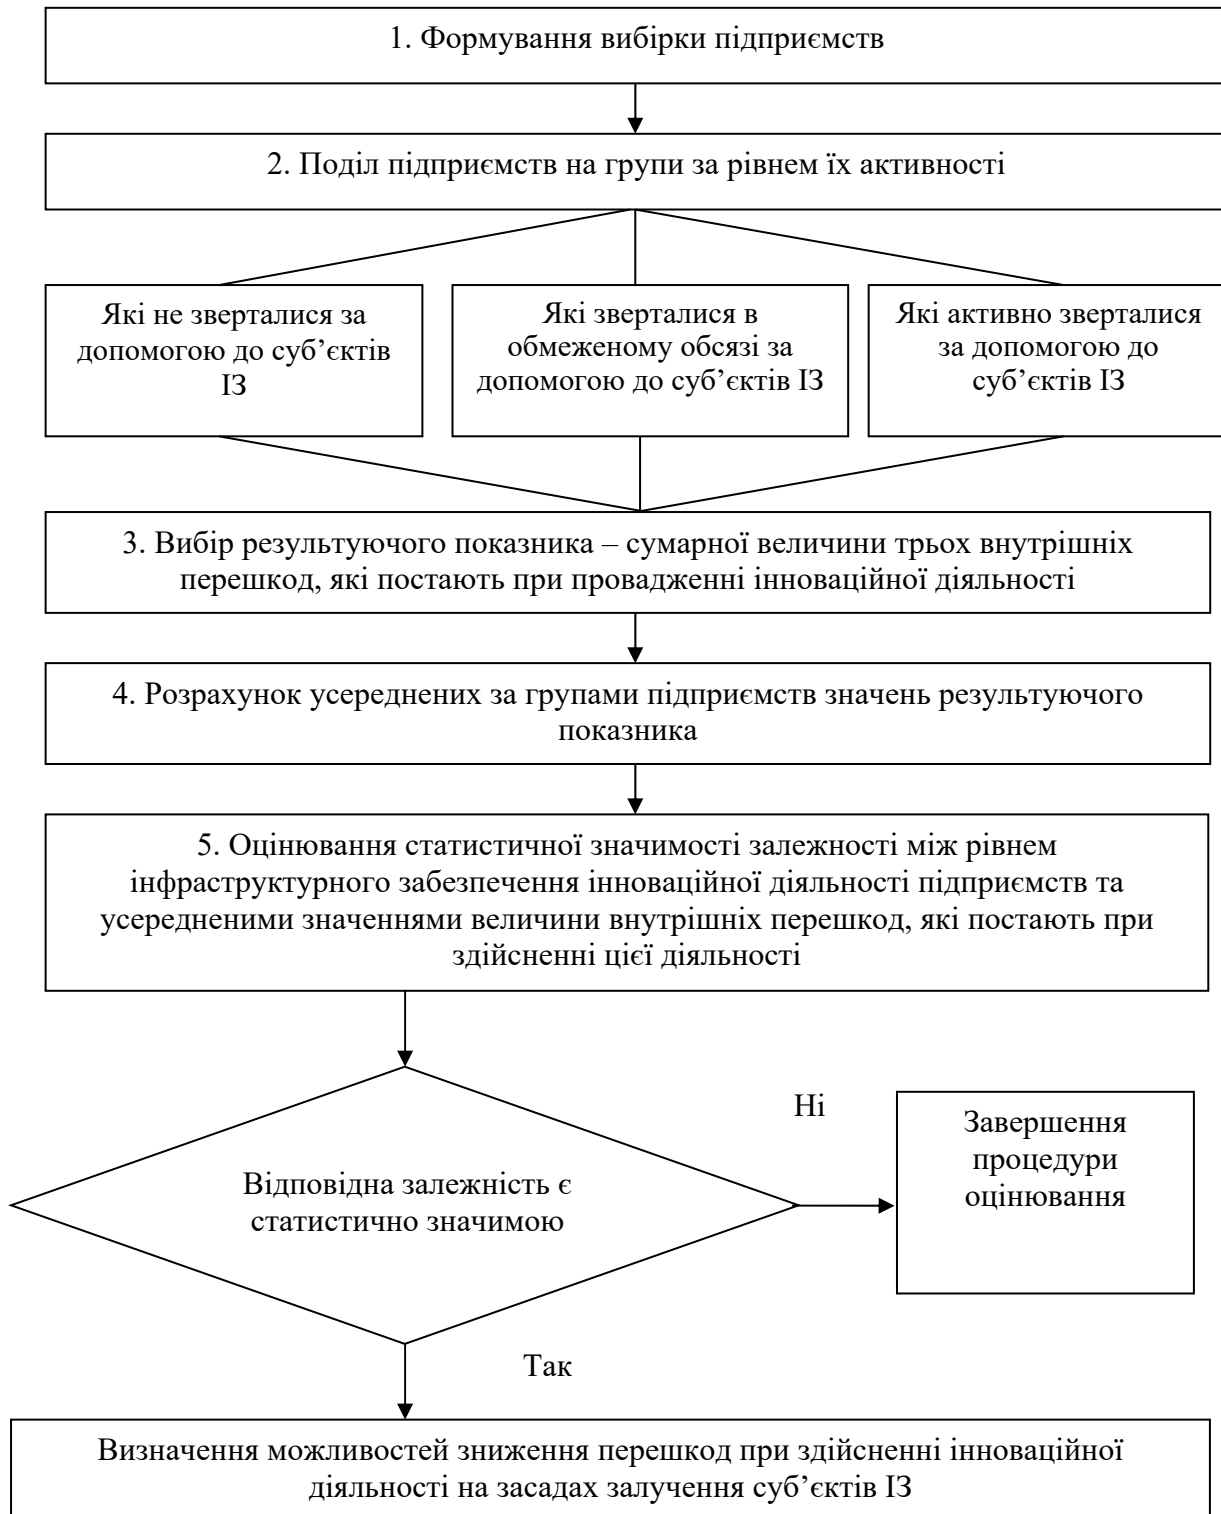 1. Формування вибірки підприємств
2. Поділ підприємств на групи за рівнем їх активності
Які не зверталися за
допомогою до суб’єктів
ІЗ
Які зверталися в
обмеженому обсязі за
допомогою до суб’єктів ІЗ
Які активно зверталися
за допомогою до
суб’єктів ІЗ
3. Вибір результуючого показника – сумарної величини трьох внутрішніх
перешкод, які постають при провадженні інноваційної діяльності
4. Розрахунок усереднених за групами підприємств значень результуючого
показника
5. Оцінювання статистичної значимості залежності між рівнем
інфраструктурного забезпечення інноваційної діяльності підприємств та
усередненими значеннями величини внутрішніх перешкод, які постають при
здійсненні цієї діяльності
Ні
Завершення
процедури
оцінювання
Відповідна залежність є
статистично значимою
Так
Визначення можливостей зниження перешкод при здійсненні інноваційної
діяльності на засадах залучення суб’єктів ІЗ